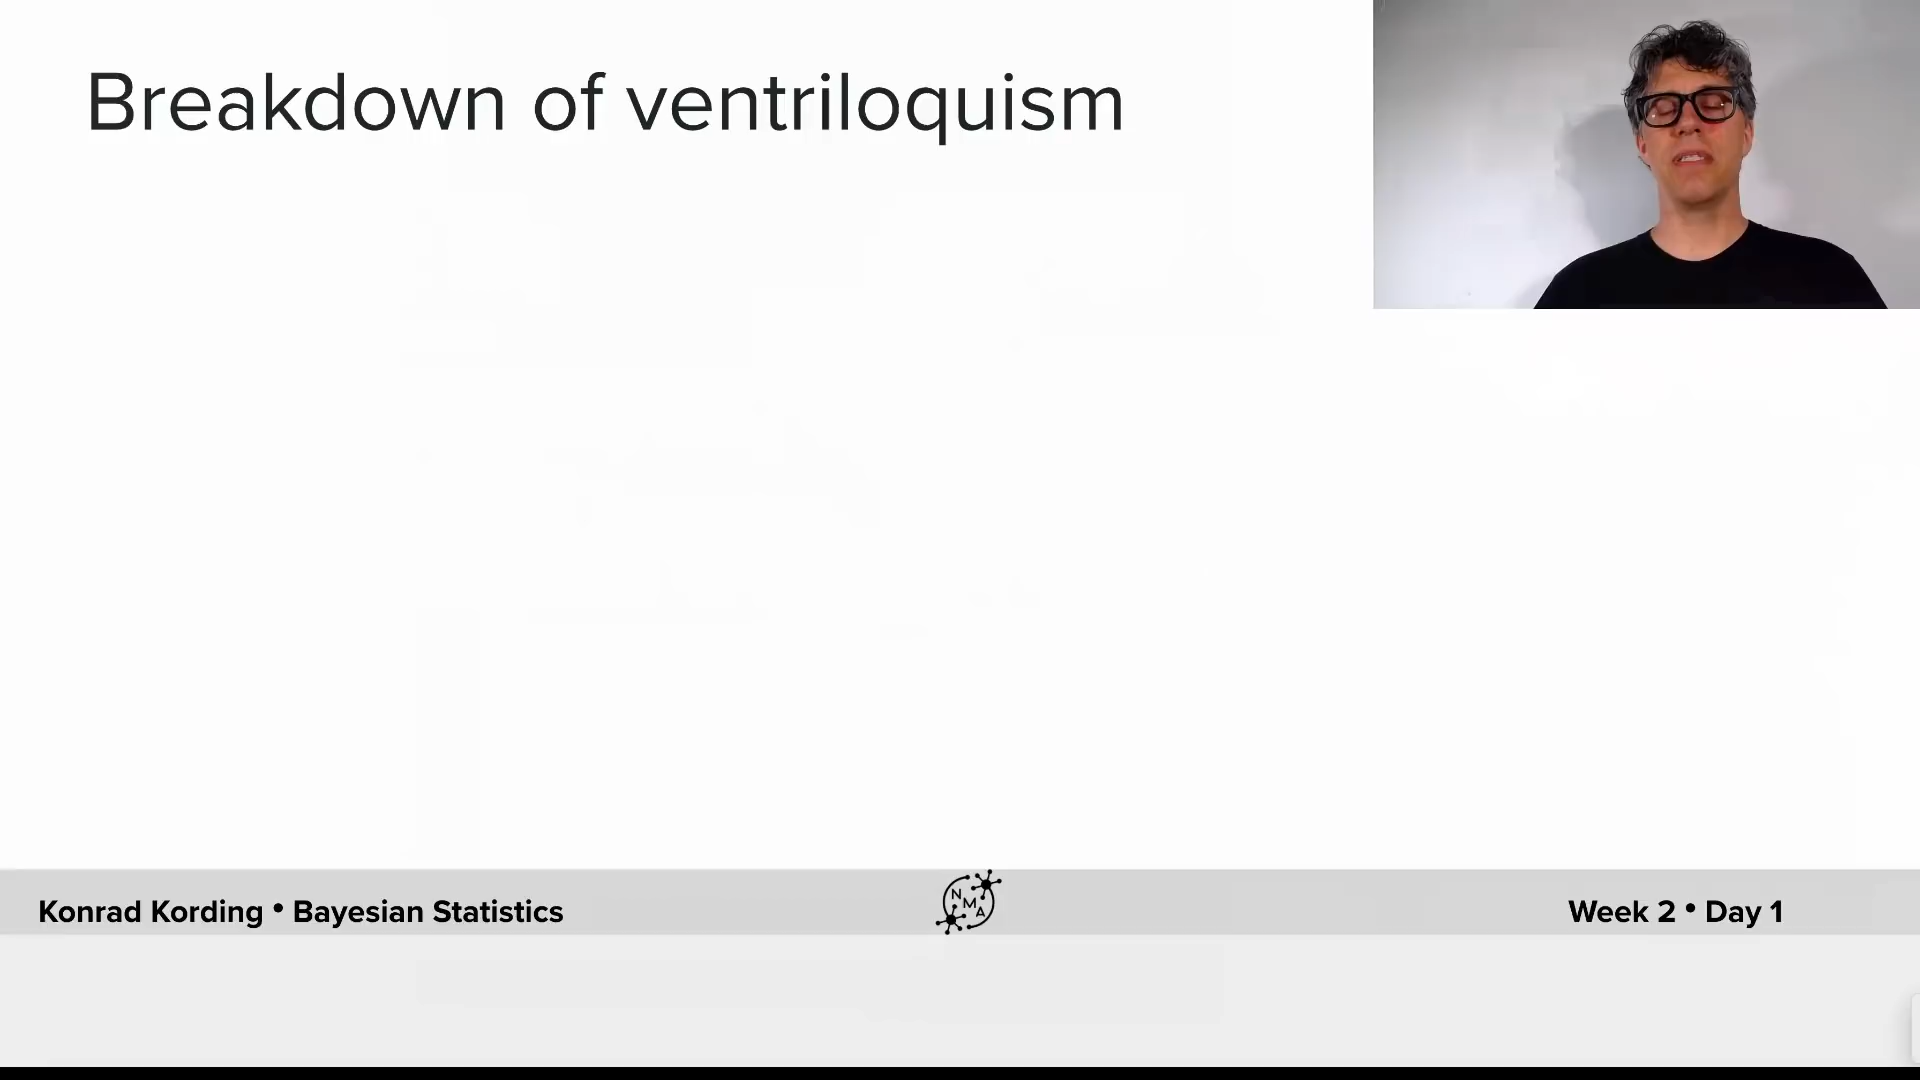 Breakdown of ventriloquism
Konrad Kording • Bayesian Statistics
N
M
A
Week 2 • Day 1